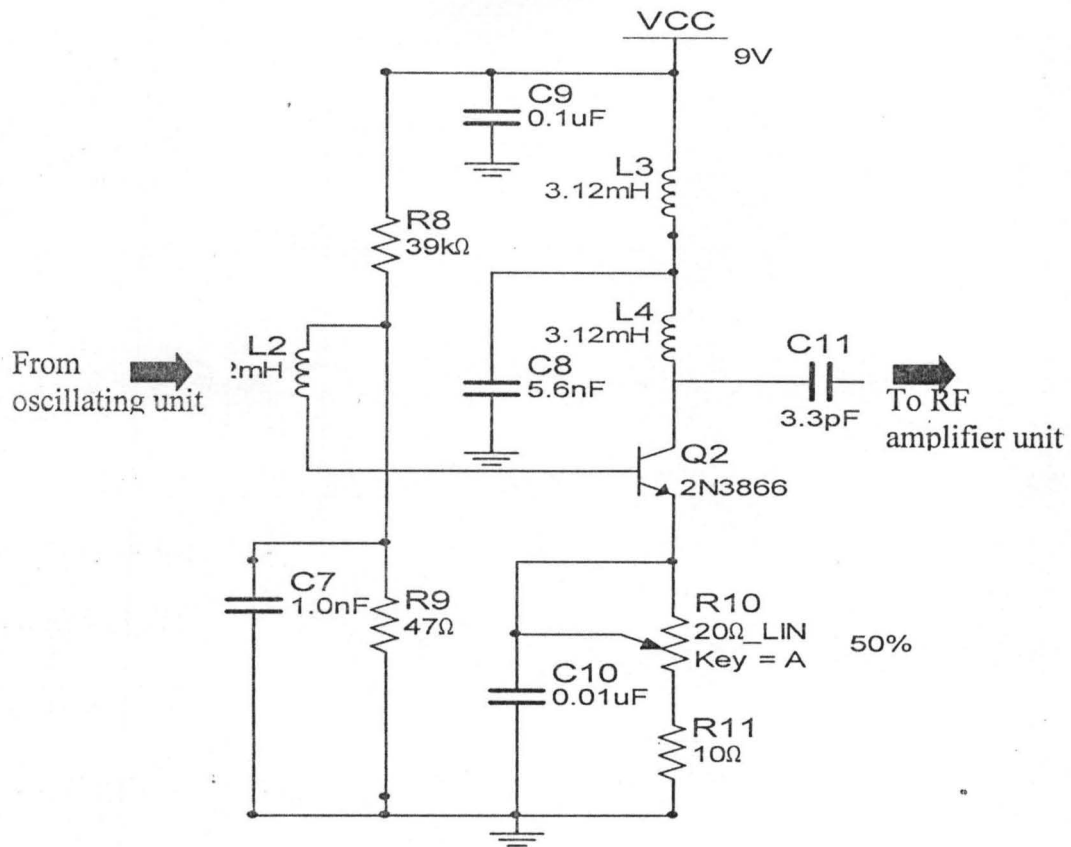 VCC
9V
C9
0.1uF
L3
3.12mH
R8
39kΩ
L4
3.12mH
L2
2mH
C8
5.6nF
C11
3.3pF
From
oscillating unit
To RF
amplifier unit
Q2
2N3866
C7
1.0nF
R9
47Ω
R10
20Ω_LIN
Key = A
50%
C10
0.01uF
R11
10Ω